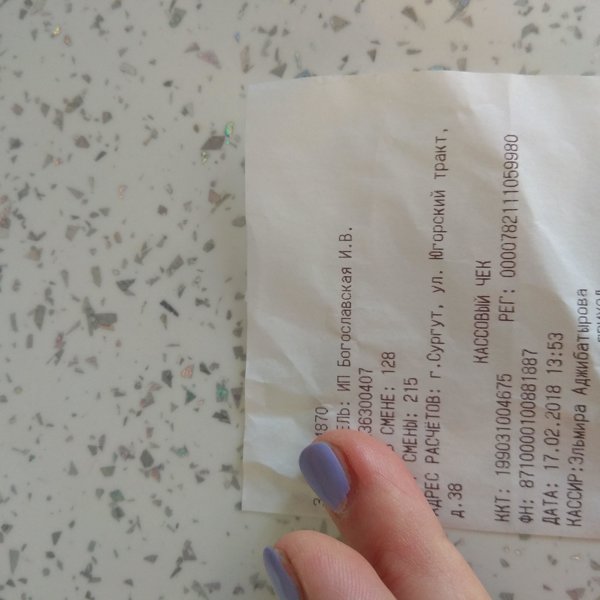 ИП Богославская И.В.
36300407
СМЕНЕ: 128
СМЕНЫ: 215
АДРЕС РАСЧЕТОВ: г.Сургут, ул. Югорский тракт,
д.38
КАССОВЫЙ ЧЕК
ККТ: 199031004675 РЕГ: 0000782111059980
ФН: 8710000100881887
ДАТА: 17.02.2018 13:53
КАССИР:Эльмира Аджибатырова